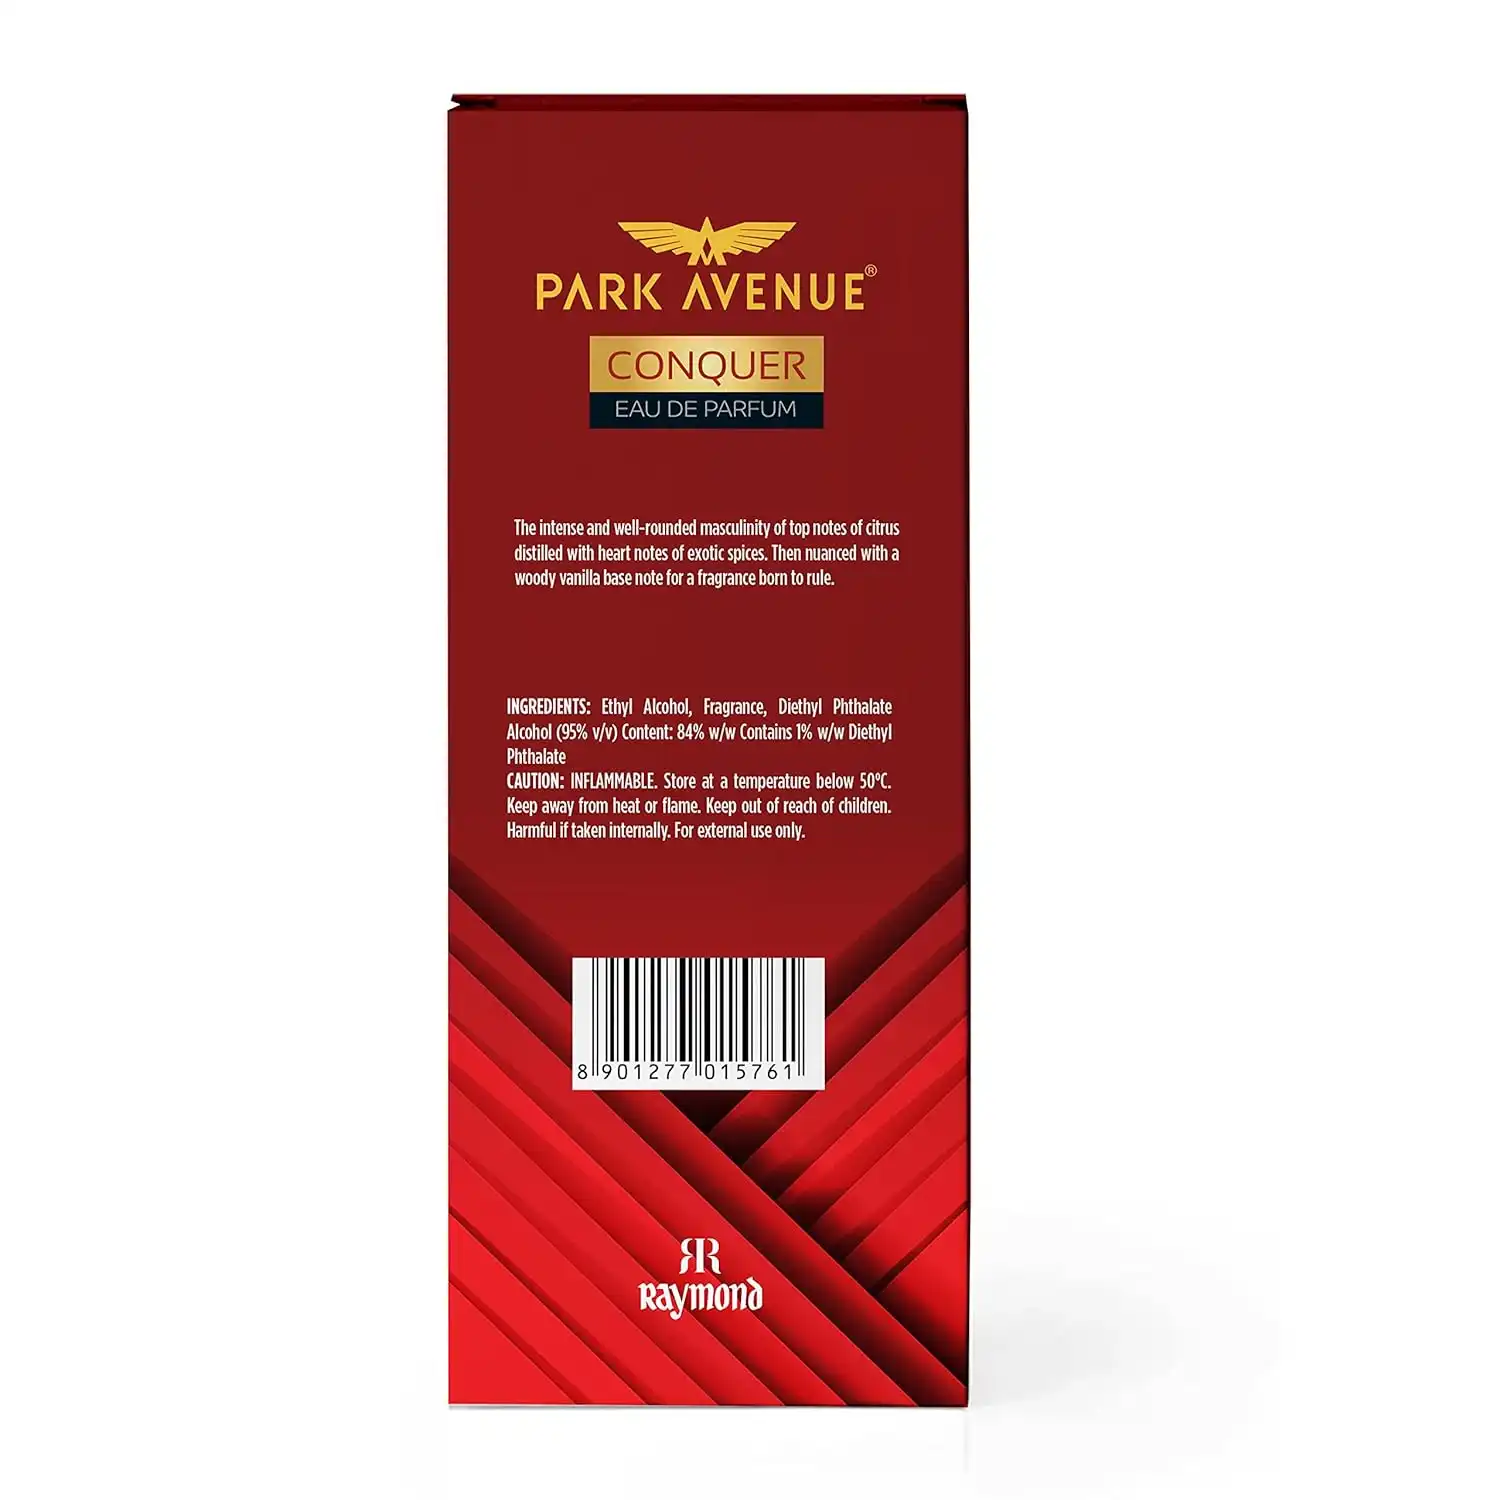 PARK AVENUE®
CONQUER
EAU DE PARFUM
The intense and well-rounded masculinity of top notes of citrus
distilled with heart notes of exotic spices. Then nuanced with a
woody vanilla base note for a fragrance born to rule.
INGREDIENTS: Ethyl Alcohol, Fragrance, Diethyl Phthalate
Alcohol (95% v/v) Content: 84% w/w Contains 1% w/w Diethyl
Phthalate
CAUTION: INFLAMMABLE. Store at a temperature below 50°C.
Keep away from heat or flame. Keep out of reach of children.
Harmful if taken internally. For external use only.
8 901277 015761
RR
Raymond